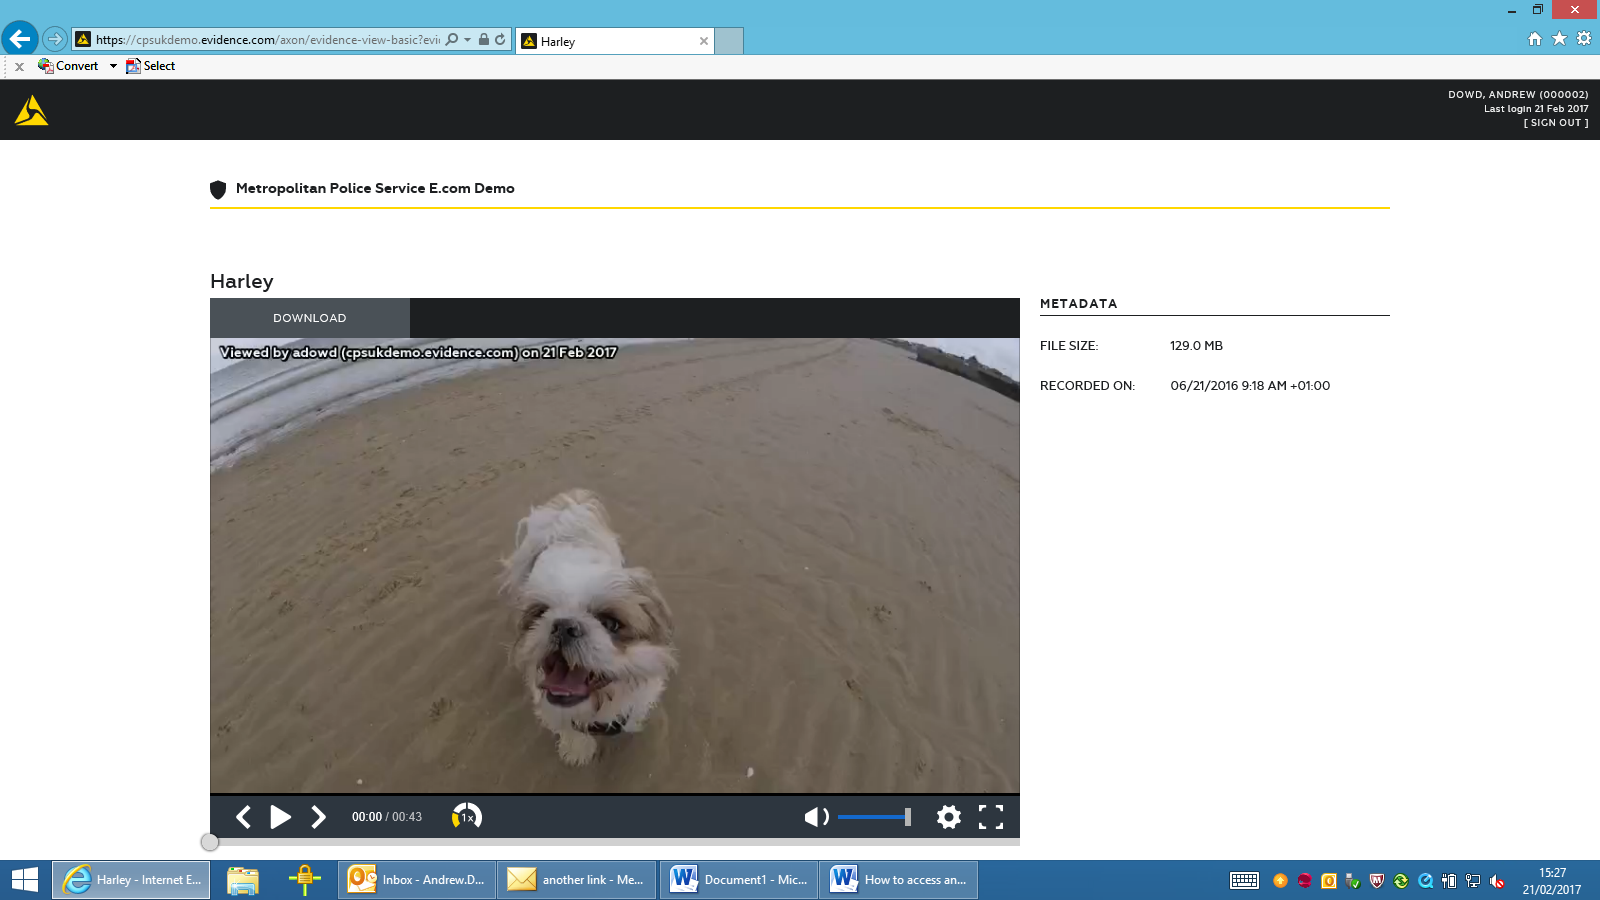 https://cpsukdemo.evidence.com/axon/evidence-view-basic?evi
Harley
Convert
Select
DOWD, ANDREW (000002)
Last login 21 Feb 2017
[ SIGN OUT ]
Metropolitan Police Service E.com Demo
Harley
DOWNLOAD
METADATA
Viewed by adowd (cpsukdemo.evidence.com) on 21 Feb 2017
FILE SIZE: 129.0 MB
RECORDED ON: 06/21/2016 9:18 AM +01:00
00:00 / 00:43
1x
Harley - Internet E...
Inbox - Andrew.D...
another link - Me...
Document1 - Mic...
How to access an...
15:27
21/02/2017